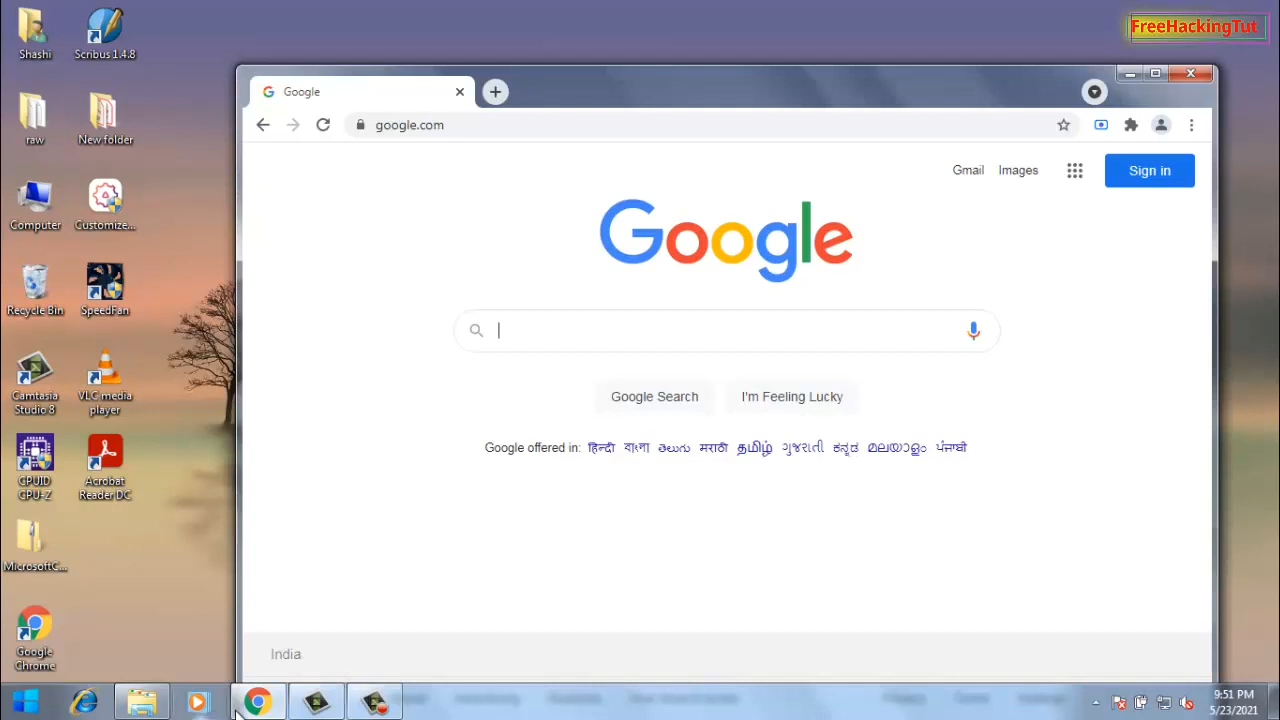 FreeHackingTut
Shashi
Scribus 1.4.8
raw
New folder
Computer
Customize...
Recycle Bin
SpeedFan
Camtasia
Studio 8
VLC media
player
CPUID
CPU-Z
Acrobat
Reader DC
MicrosoftC...
Google
Chrome
Google
google.com
Gmail
Images
Sign in
Google
Google Search
I'm Feeling Lucky
Google offered in: हिन्दी বাংলা తెలుగు मराठी தமிழ் ગુજરાતી ಕನ್ನಡ മലയാളം ਪੰਜਾਬੀ
India
9:51 PM
5/23/2021